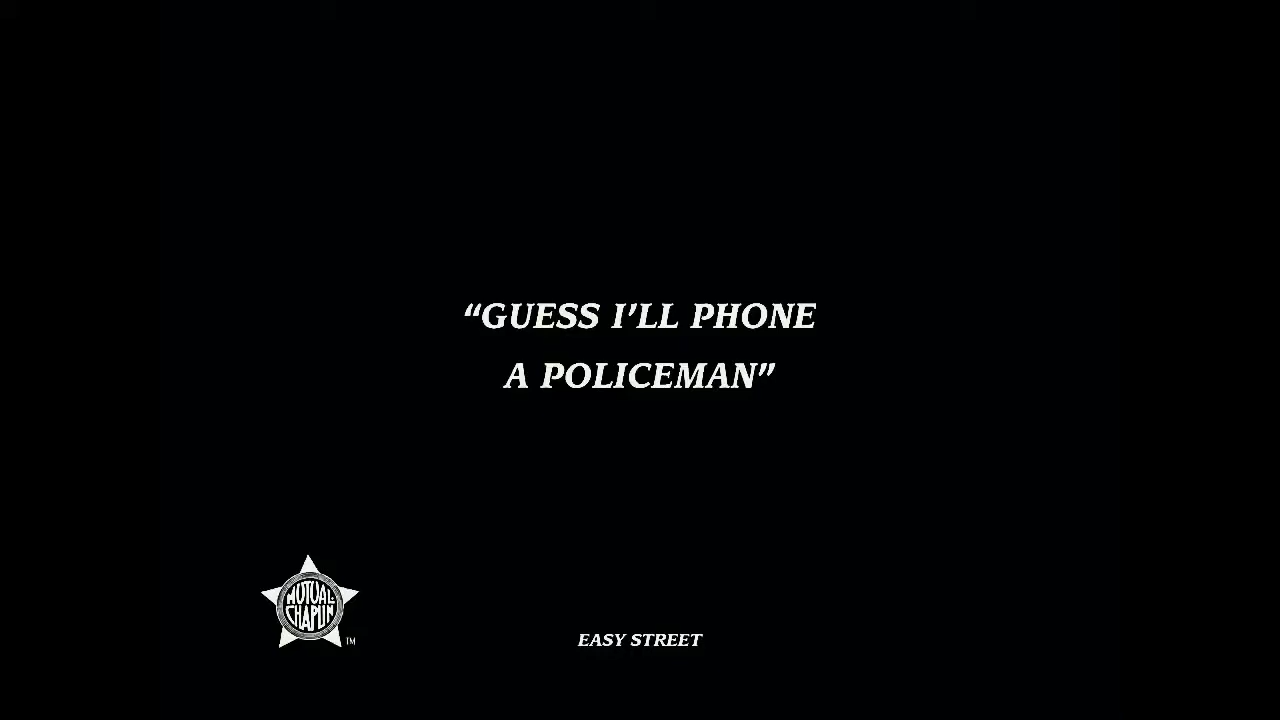 “GUESS I’LL PHONE
A POLICEMAN”
MUTUAL-
CHAPLIN
TM
EASY STREET